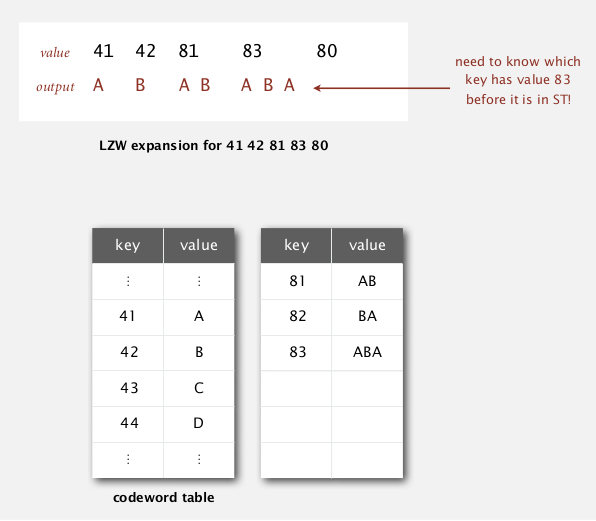 value 41 42 81 83 80
output A B A B A B A
need to know which
key has value 83
before it is in ST!
LZW expansion for 41 42 81 83 80
key value
⋮ ⋮
41 A
42 B
43 C
44 D
⋮ ⋮
key value
81 AB
82 BA
83 ABA
codeword table